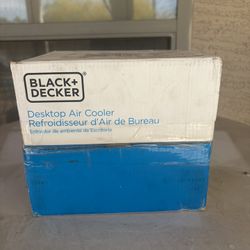 BLACK+
DECKER
Desktop Air Cooler
Refroidisseur d'Air de Bureau
Enfriador de ambiente de Escritorio